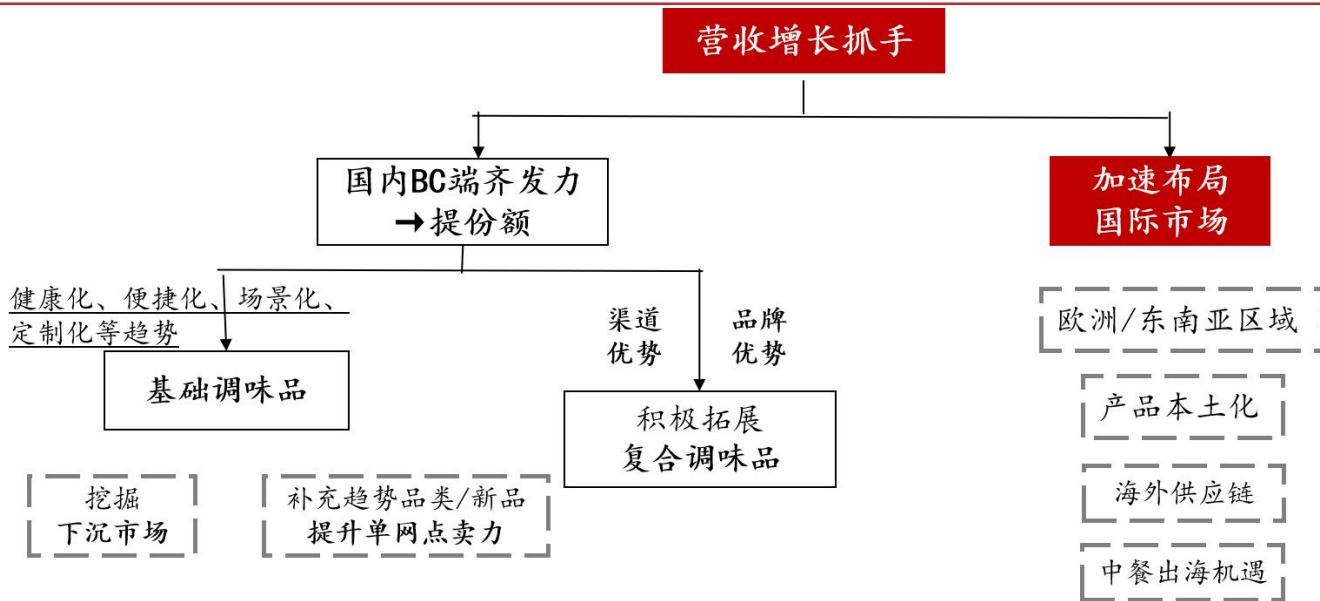 营收增长抓手
国内BC端齐发力
→提份额
加速布局
国际市场
健康化、便捷化、场景化、
定制化等趋势
渠道
优势
品牌
优势
基础调味品
积极拓展
复合调味品
挖掘
下沉市场
补充趋势品类/新品
提升单网点卖力
欧洲/东南亚区域
产品本土化
海外供应链
中餐出海机遇